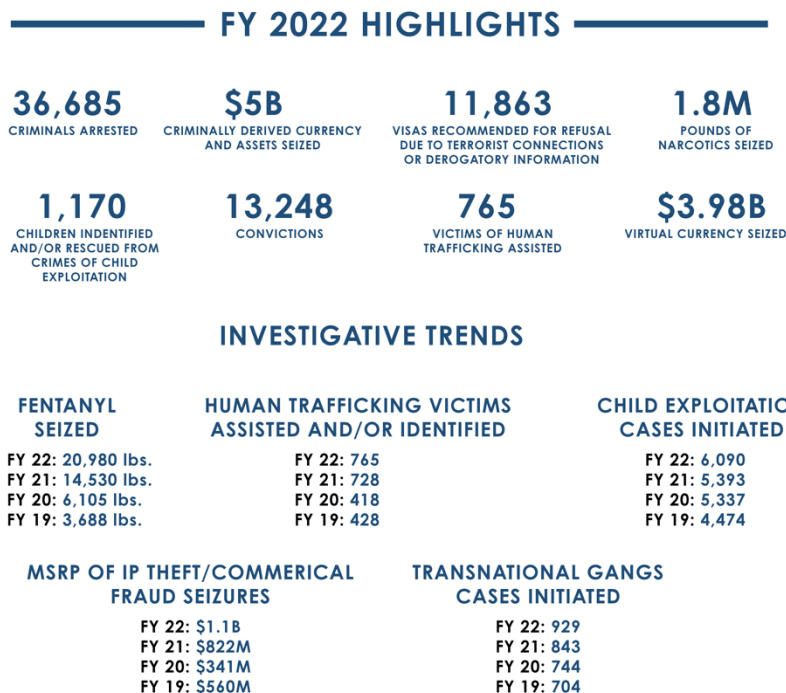 FY 2022 HIGHLIGHTS
36,685
CRIMINALS ARRESTED
$5B
CRIMINALLY DERIVED CURRENCY
AND ASSETS SEIZED
11,863
VISAS RECOMMENDED FOR REFUSAL
DUE TO TERRORIST CONNECTIONS
OR DEROGATORY INFORMATION
1.8M
POUNDS OF
NARCOTICS SEIZED
1,170
CHILDREN INDENTIFIED
AND/OR RESCUED FROM
CRIMES OF CHILD
EXPLOITATION
13,248
CONVICTIONS
765
VICTIMS OF HUMAN
TRAFFICKING ASSISTED
$3.98B
VIRTUAL CURRENCY SEIZED
INVESTIGATIVE TRENDS
FENTANYL
SEIZED
FY 22: 20,980 lbs.
FY 21: 14,530 lbs.
FY 20: 6,105 lbs.
FY 19: 3,688 lbs.
HUMAN TRAFFICKING VICTIMS
ASSISTED AND/OR IDENTIFIED
FY 22: 765
FY 21: 728
FY 20: 418
FY 19: 428
CHILD EXPLOITATIO
CASES INITIATED
FY 22: 6,090
FY 21: 5,393
FY 20: 5,337
FY 19: 4,474
MSRP OF IP THEFT/COMMERICAL
FRAUD SEIZURES
FY 22: $1.1B
FY 21: $822M
FY 20: $341M
FY 19: $560M
TRANSNATIONAL GANGS
CASES INITIATED
FY 22: 929
FY 21: 843
FY 20: 744
FY 19: 704